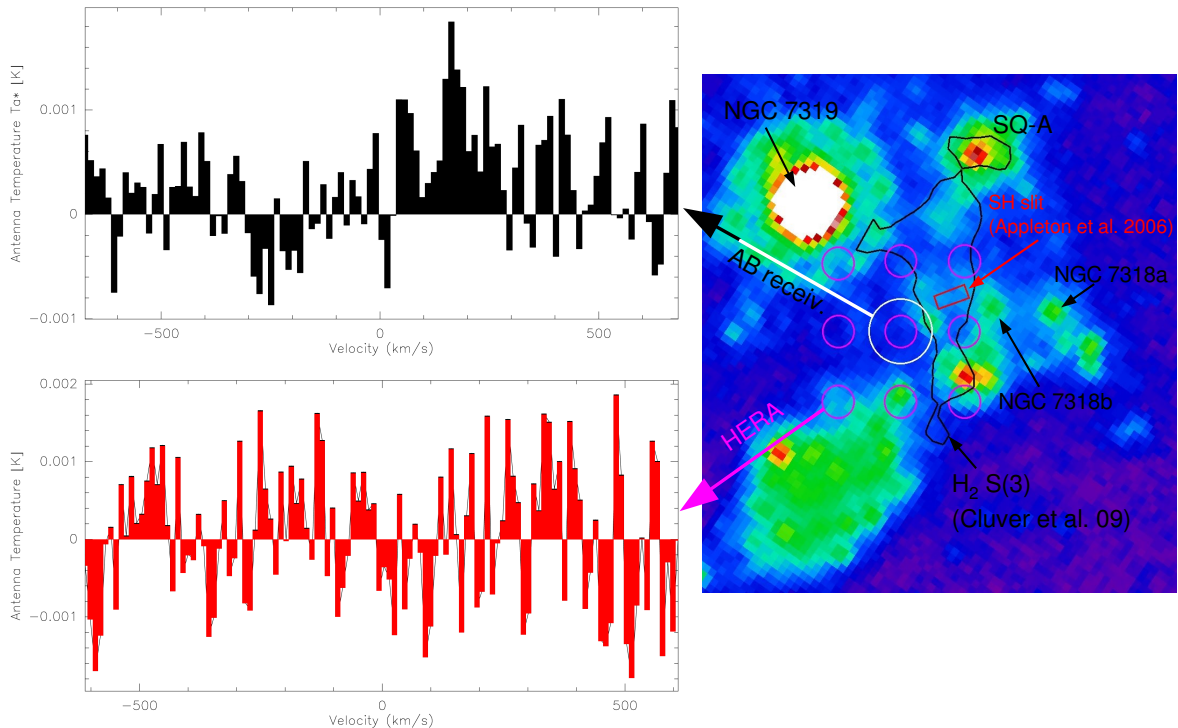 Antenna Temperature Ta* [K]
0.001
0
−0.001
−500
0
500
Velocity (km/s)
Antenna Temperature [K]
0.002
0.001
0
−0.001
−500
0
500
Velocity (km/s)
NGC 7319
SQ-A
SH slit
(Appleton et al. 2006)
NGC 7318a
AB receiv.
NGC 7318b
HERA
H₂ S(3)
(Cluver et al. 09)